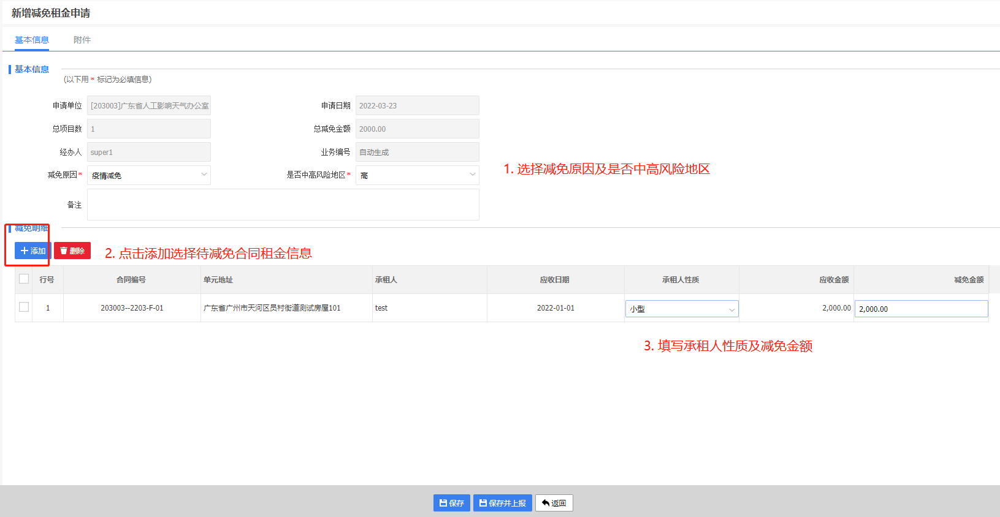 新增减免租金申请
基本信息 附件
基本信息
(以下用 * 标记为必填信息)
申请单位 [203003]广东省人工影响天气办公室 申请日期 2022-03-23
总项目数 1 总减免金额 2000.00
经办人 super1 业务编号 自动生成
减免原因* 疫情减免 是否中高风险地区* 高
1. 选择减免原因及是否中高风险地区
备注
减免明细
添加 删除 2. 点击添加选择待减免合同租金信息
行号 合同编号 单元地址 承租人 应收日期 承租人性质 应收金额 减免金额
1 203003--2203-F-01 广东省广州市天河区员村街道测试房屋101 test 2022-01-01 小型 2,000.00 2,000.00
3. 填写承租人性质及减免金额
保存 保存并上报 返回